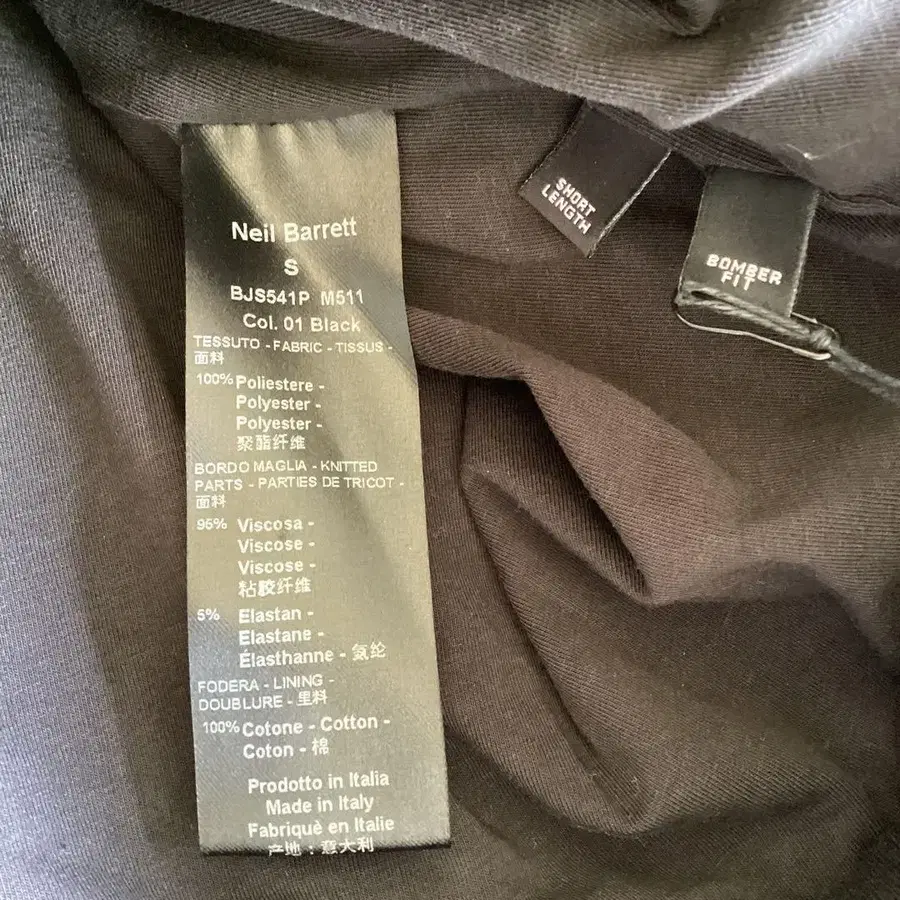 Neil Barrett
S
BJS541P M511
Col. 01 Black
TESSUTO - FABRIC - TISSUS -
面料
100% Poliestere -
Polyester -
Polyester -
聚酯纤维
BORDO MAGLIA - KNITTED
PARTS - PARTIES DE TRICOT -
面料
95% Viscosa -
Viscose -
Viscose -
粘胶纤维
5% Elastan -
Elastane -
Élasthanne - 氨纶
FODERA - LINING -
DOUBLURE - 里料
100% Cotone - Cotton -
Coton - 棉
Prodotto in Italia
Made in Italy
Fabriquè en Italie
产地：意大利
SHORT
LENGTH
BOMBER
FIT